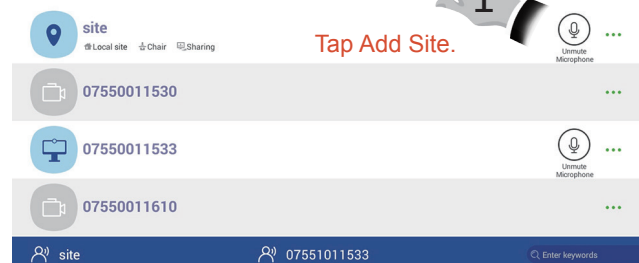 1
site
Local site Chair Sharing
Tap Add Site.
Unmute
Microphone
07550011530
07550011533
Unmute
Microphone
07550011610
site 07551011533 Enter keywords